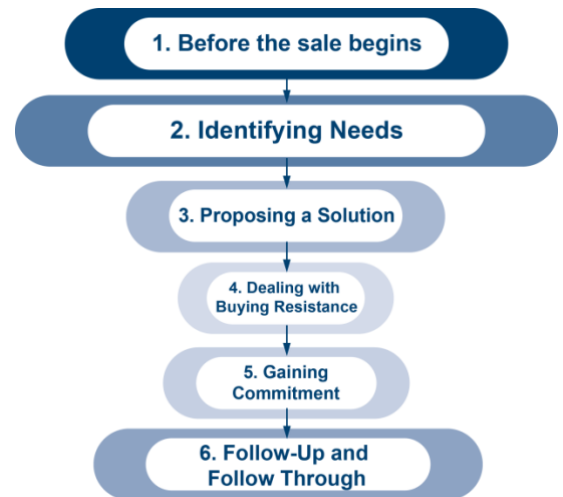 1. Before the sale begins
2. Identifying Needs
3. Proposing a Solution
4. Dealing with
Buying Resistance
5. Gaining
Commitment
6. Follow-Up and
Follow Through